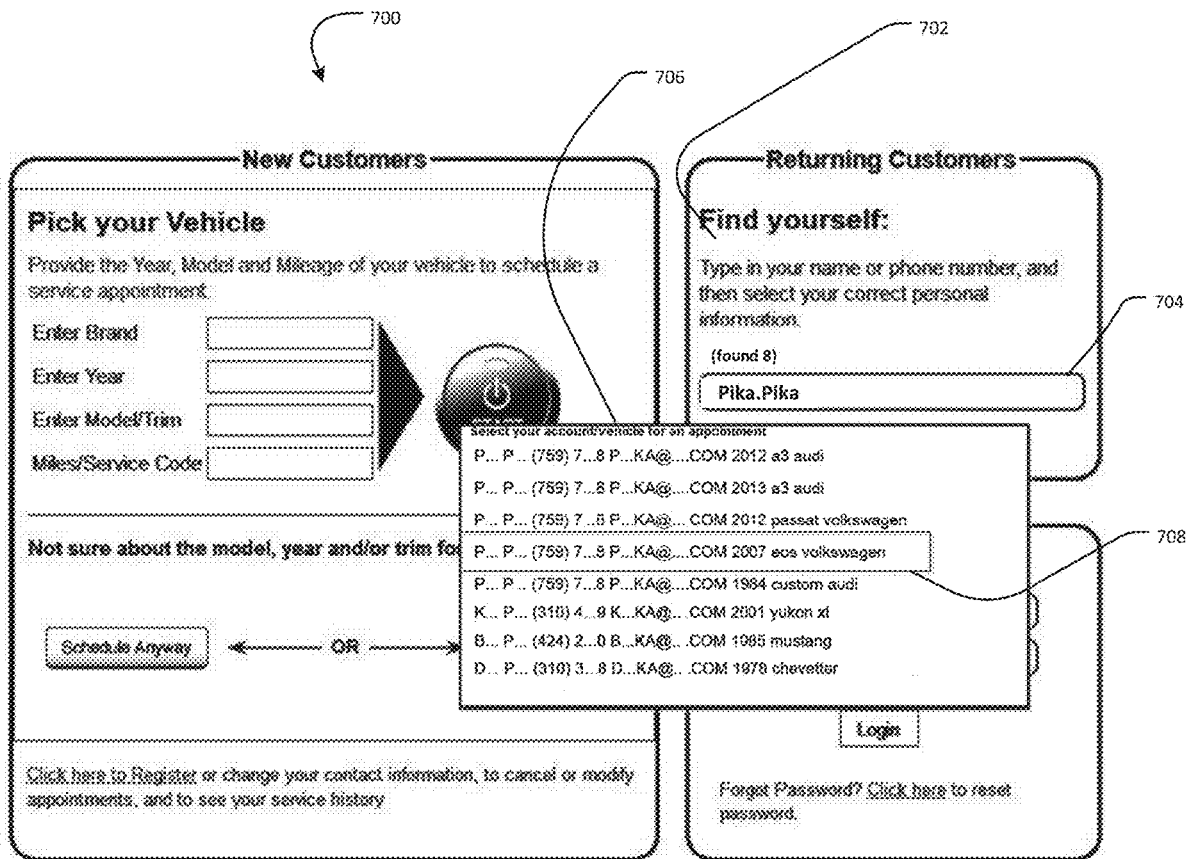 700
702
706
New Customers
Pick your Vehicle
Provide the Year, Model and Mileage of your vehicle to schedule a
service appointment.
Enter Brand
Enter Year
Enter Model/Trim
Miles/Service Code
Returning Customers
Find yourself:
Type in your name or phone number, and
then select your correct personal
information.
704
(found 8)
Pika.Pika
Select your account/vehicle for an appointment
P... P... (759) 7...8 P...KA@....COM 2012 a3 audi
P... P... (759) 7...8 P...KA@....COM 2013 a3 audi
P... P... (759) 7...8 P...KA@....COM 2012 passat volkswagen
P... P... (759) 7...8 P...KA@....COM 2007 eos volkswagen
P... P... (759) 7...8 P...KA@....COM 1984 custom audi
K... P... (310) 4...9 K...KA@....COM 2001 yukon xl
B... P... (424) 2...0 B...KA@....COM 1965 mustang
D... P... (310) 3...8 D...KA@....COM 1978 chevetter
708
Not sure about the model, year and/or trim fo
Schedule Anyway
OR
Login
Click here to Register or change your contact information, to cancel or modify
appointments, and to see your service history
Forget Password? Click here to reset
password.